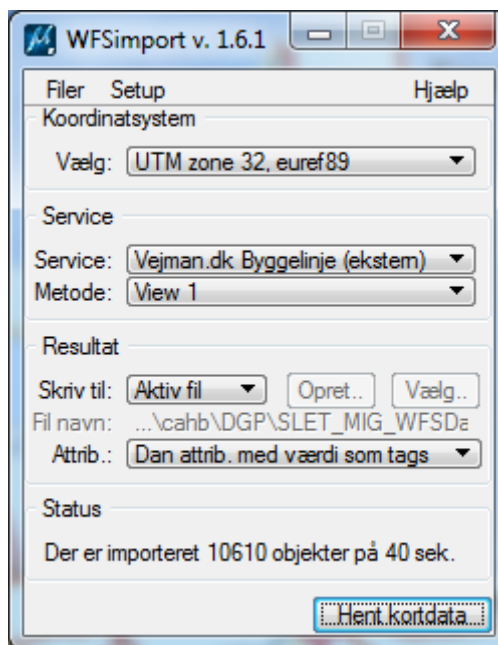 WFSimport v. 1.6.1
Filer Setup Hjælp
Koordinatsystem
Vælg: UTM zone 32, euref89
Service
Service: Vejman.dk Byggelinje (ekstern)
Metode: View 1
Resultat
Skriv til: Aktiv fil Opret.. Vælg..
Fil navn: ...\cahb\DGP\SLET_MIG_WFSDa
Attrib.: Dan attrib. med værdi som tags
Status
Der er importeret 10610 objekter på 40 sek.
Hent kortdata